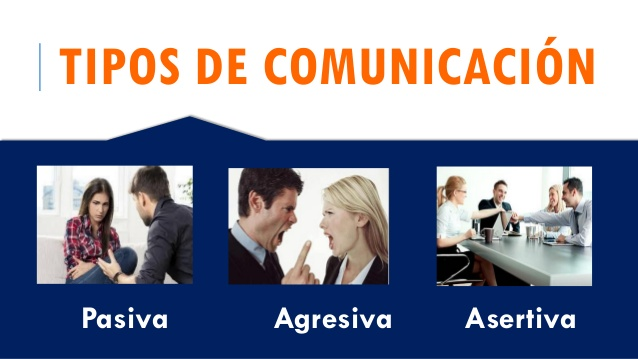 TIPOS DE COMUNICACIÓN
Pasiva
Agresiva
Asertiva